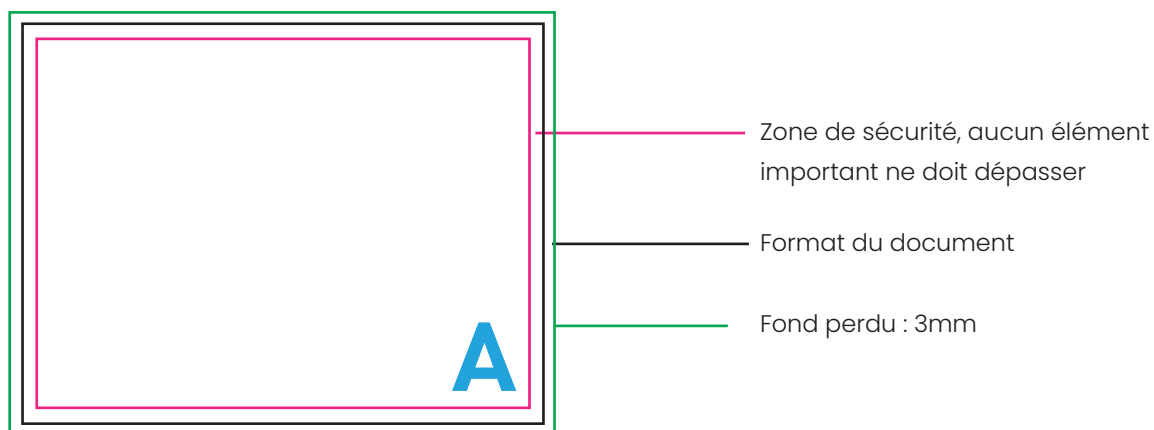 Zone de sécurité, aucun élément
important ne doit dépasser
Format du document
Fond perdu : 3mm
A